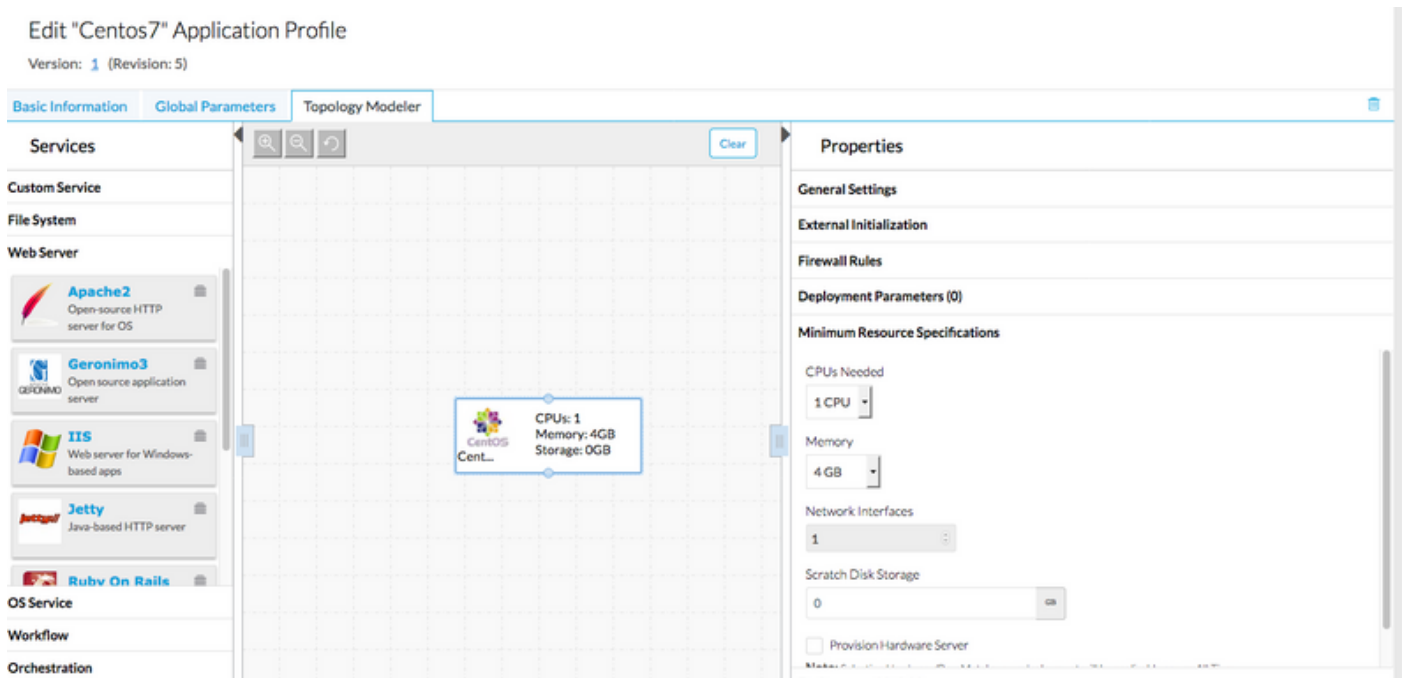 Edit "Centos7" Application Profile
Version: 1 (Revision: 5)
Basic Information
Global Parameters
Topology Modeler
Services
Custom Service
File System
Web Server
Apache2
Open-source HTTP
server for OS
Geronimo3
Open source application
server
GERONIMO
IIS
Web server for Windows-
based apps
Jetty
Java-based HTTP server
Ruby On Rails
OS Service
Workflow
Orchestration
Clear
CentOS
Cent...
CPUs: 1
Memory: 4GB
Storage: 0GB
Properties
General Settings
External Initialization
Firewall Rules
Deployment Parameters (0)
Minimum Resource Specifications
CPUs Needed
1 CPU
Memory
4 GB
Network Interfaces
1
Scratch Disk Storage
0
GB
Provision Hardware Server